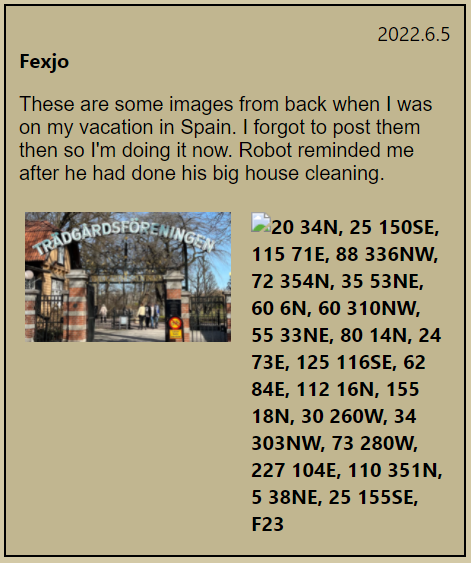 2022.6.5
Fexjo
These are some images from back when I was
on my vacation in Spain. I forgot to post them
then so I'm doing it now. Robot reminded me
after he had done his big house cleaning.
TRÄDGÅRDSFÖRENINGEN
20 34N, 25 150SE,
115 71E, 88 336NW,
72 354N, 35 53NE,
60 6N, 60 310NW,
55 33NE, 80 14N, 24
73E, 125 116SE, 62
84E, 112 16N, 155
18N, 30 260W, 34
303NW, 73 280W,
227 104E, 110 351N,
5 38NE, 25 155SE,
F23